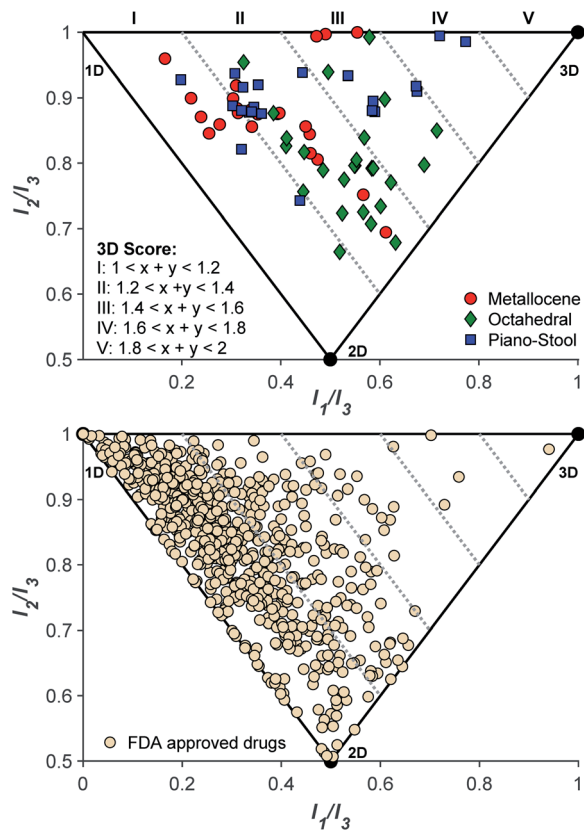 I II III IV V
1
1D
3D
0.9
0.8
I2/I3
0.7
3D Score:
I: 1 < x + y < 1.2
II: 1.2 < x +y < 1.4
III: 1.4 < x + y < 1.6
IV: 1.6 < x + y < 1.8
V: 1.8 < x + y < 2
Metallocene
Octahedral
Piano-Stool
0.6
0.5
2D
0.2 0.4 0.6 0.8 1
I1/I3
1
1D
3D
0.9
0.8
I2/I3
0.7
0.6
FDA approved drugs
2D
0.5
0 0.2 0.4 0.6 0.8 1
I1/I3